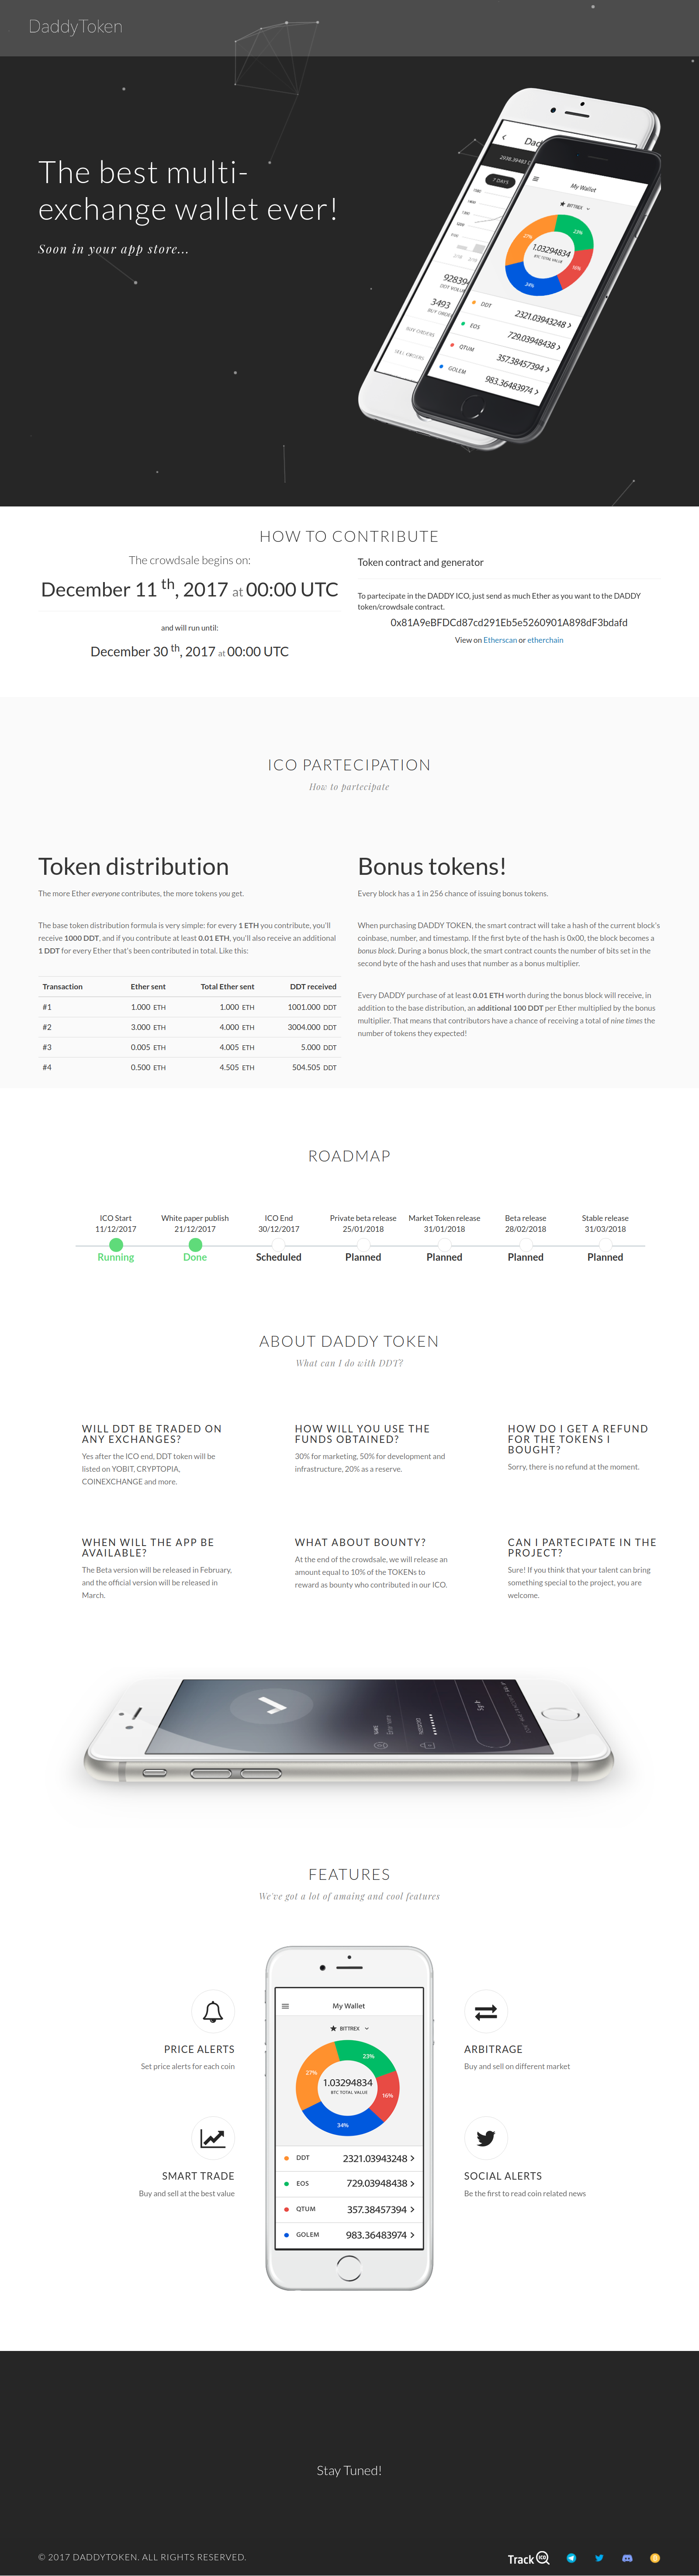 DaddyToken
The best multi-
exchange wallet ever!
Soon in your app store...
My Wallet
BITTREX
27%
23%
16%
34%
1.03294834
BTC TOTAL VALUE
DDT 2321.03943248
EOS 729.03948438
QTUM 357.38457394
GOLEM 983.36483974
7 DAYS
3493
HOW TO CONTRIBUTE
The crowdsale begins on:
December 11 th, 2017 at 00:00 UTC
and will run until:
December 30 th, 2017 at 00:00 UTC
Token contract and generator
To partecipate in the DADDY ICO, just send as much Ether as you want to the DADDY
token/crowdsale contract.
0x81A9eBFDCd87cd291Eb5e5260901A898dF3bdafd
View on Etherscan or etherchain
ICO PARTECIPATION
How to partecipate
Token distribution
The more Ether everyone contributes, the more tokens you get.
The base token distribution formula is very simple: for every 1 ETH you contribute, you'll
receive 1000 DDT, and if you contribute at least 0.01 ETH, you'll also receive an additional
1 DDT for every Ether that's been contributed in total. Like this:
Transaction Ether sent Total Ether sent DDT received
#1 1.000 ETH 1.000 ETH 1001.000 DDT
#2 3.000 ETH 4.000 ETH 3004.000 DDT
#3 0.005 ETH 4.005 ETH 5.000 DDT
#4 0.500 ETH 4.505 ETH 504.505 DDT
Bonus tokens!
Every block has a 1 in 256 chance of issuing bonus tokens.
When purchasing DADDY TOKEN, the smart contract will take a hash of the current block's
coinbase, number, and timestamp. If the first byte of the hash is 0x00, the block becomes a
bonus block. During a bonus block, the smart contract counts the number of bits set in the
second byte of the hash and uses that number as a bonus multiplier.
Every DADDY purchase of at least 0.01 ETH worth during the bonus block will receive, in
addition to the base distribution, an additional 100 DDT per Ether multiplied by the bonus
multiplier. That means that contributors have a chance of receiving a total of nine times the
number of tokens they expected!
ROADMAP
ICO Start
11/12/2017
Running
White paper publish
21/12/2017
Done
ICO End
30/12/2017
Scheduled
Private beta release
25/01/2018
Planned
Market Token release
31/01/2018
Planned
Beta release
28/02/2018
Planned
Stable release
31/03/2018
Planned
ABOUT DADDY TOKEN
What can I do with DDT?
WILL DDT BE TRADED ON
ANY EXCHANGES?
Yes after the ICO end, DDT token will be
listed on YOBIT, CRYPTOPIA,
COINEXCHANGE and more.
HOW WILL YOU USE THE
FUNDS OBTAINED?
30% for marketing, 50% for development and
infrastructure, 20% as a reserve.
HOW DO I GET A REFUND
FOR THE TOKENS I
BOUGHT?
Sorry, there is no refund at the moment.
WHEN WILL THE APP BE
AVAILABLE?
The Beta version will be released in February,
and the official version will be released in
March.
WHAT ABOUT BOUNTY?
At the end of the crowdsale, we will release an
amount equal to 10% of the TOKENs to
reward as bounty who contributed in our ICO.
CAN I PARTECIPATE IN THE
PROJECT?
Sure! If you think that your talent can bring
something special to the project, you are
welcome.
FEATURES
We've got a lot of amaing and cool features
PRICE ALERTS
Set price alerts for each coin
SMART TRADE
Buy and sell at the best value
My Wallet
BITTREX
23%
27%
16%
34%
1.03294834
BTC TOTAL VALUE
DDT 2321.03943248
EOS 729.03948438
QTUM 357.38457394
GOLEM 983.36483974
ARBITRAGE
Buy and sell on different market
SOCIAL ALERTS
Be the first to read coin related news
Stay Tuned!
© 2017 DADDYTOKEN. ALL RIGHTS RESERVED.
Track ICO